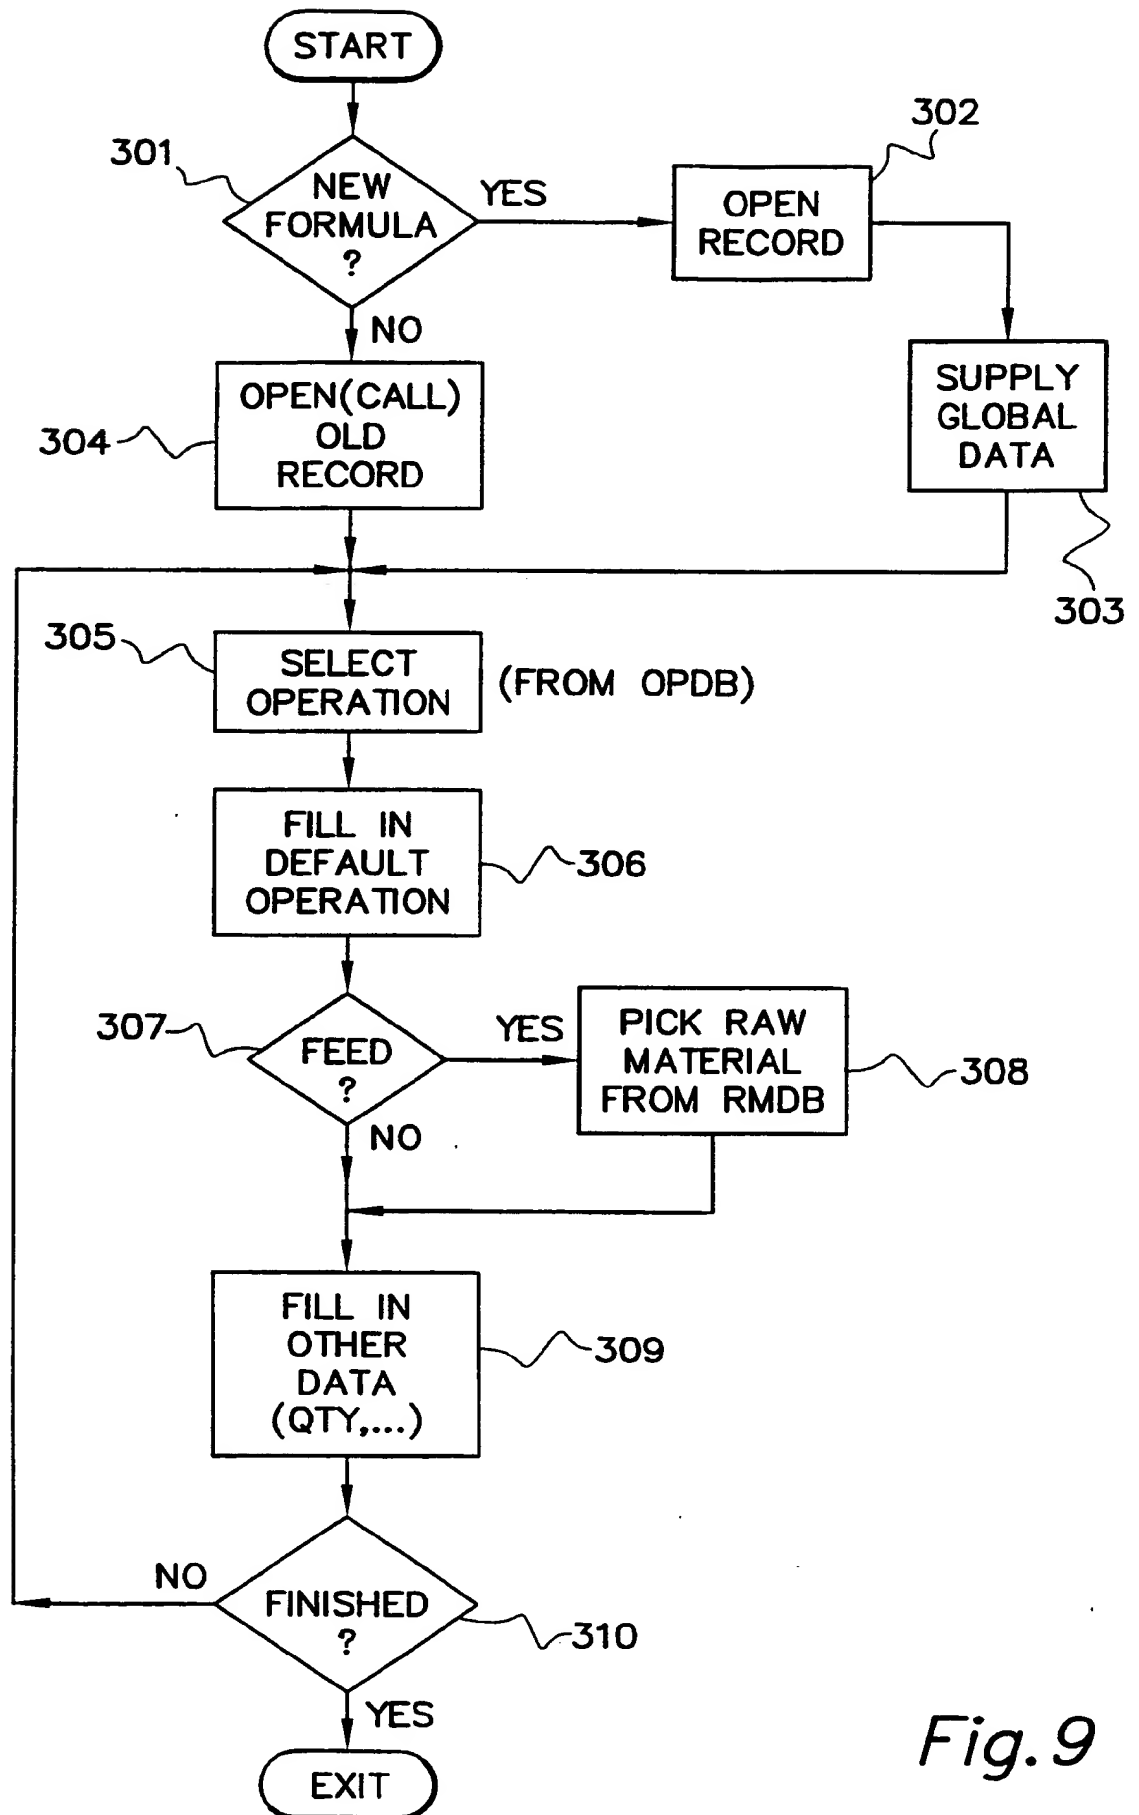 START
301
NEW
FORMULA
?
YES
302
OPEN
RECORD
NO
SUPPLY
GLOBAL
DATA
303
304
OPEN(CALL)
OLD
RECORD
305
SELECT
OPERATION
(FROM OPDB)
FILL IN
DEFAULT
OPERATION
306
307
FEED
?
YES
PICK RAW
MATERIAL
FROM RMDB
308
NO
FILL IN
OTHER
DATA
(QTY,...)
309
NO
FINISHED
?
310
YES
EXIT
Fig. 9